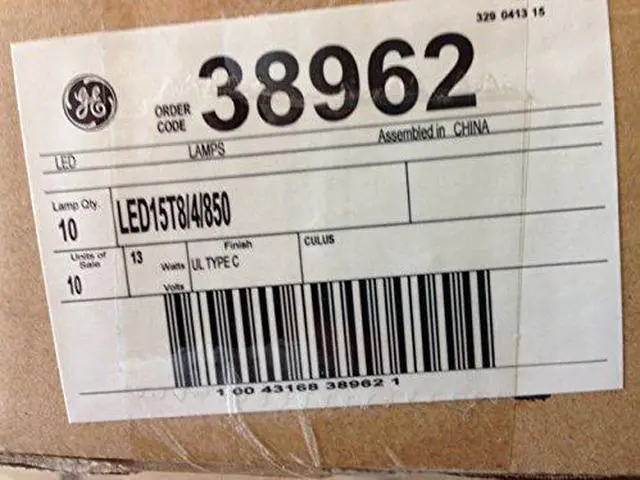 329 0413 15
GE
ORDER CODE 38962
Assembled in CHINA
LED LAMPS
Lamp Qty. 10
LED15T8/4/850
Units of Sale 10
13 Watts
Volts
Finish
UL TYPE C
CULUS
1 00 43168 38962 1